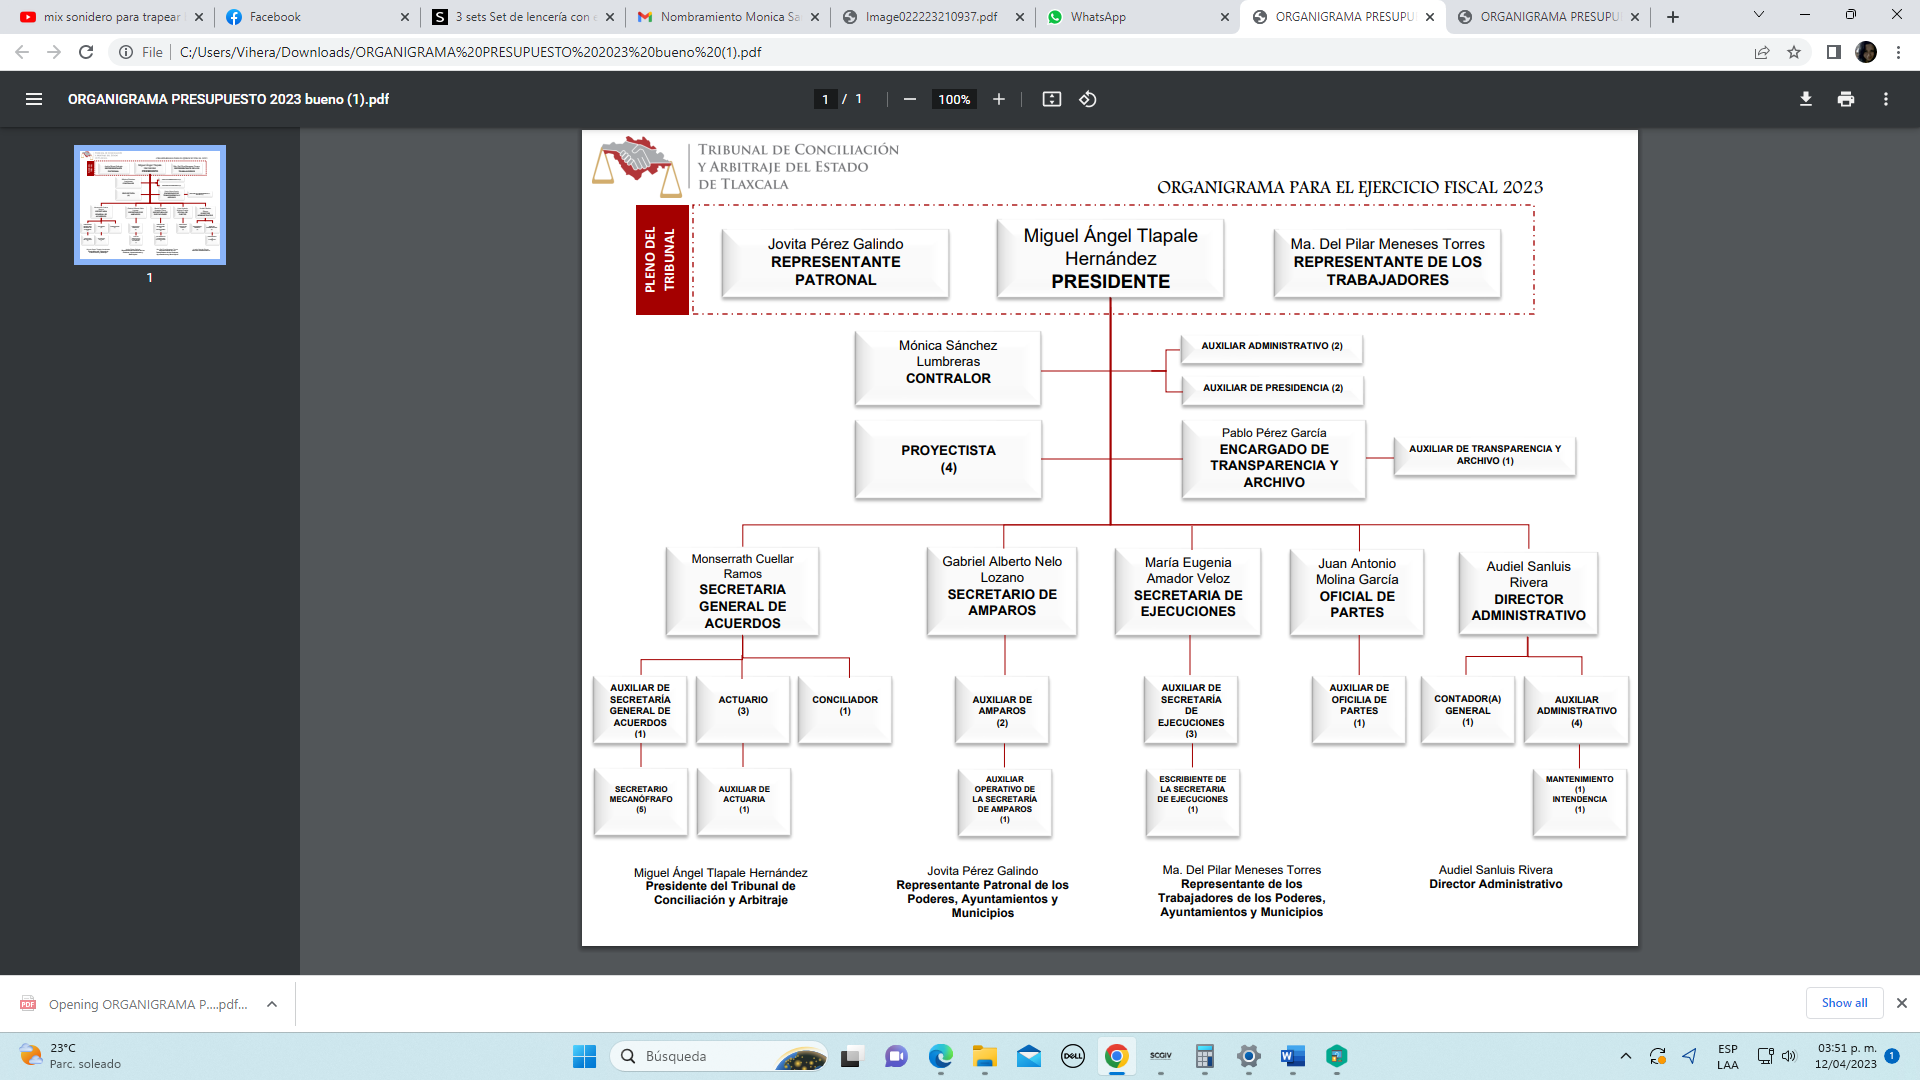 mix sonidero para trapear
Facebook
3 sets Set de lencería con e
Nombramiento Monica Sa
Image022223210937.pdf
WhatsApp
ORGANIGRAMA PRESUPU
ORGANIGRAMA PRESUPU
File
C:/Users/Vihera/Downloads/ORGANIGRAMA%20PRESUPUESTO%202023%20bueno%20(1).pdf
ORGANIGRAMA PRESUPUESTO 2023 bueno (1).pdf
1 / 1
100%
1
TRIBUNAL DE CONCILIACIÓN
Y ARBITRAJE DEL ESTADO
DE TLAXCALA
ORGANIGRAMA PARA EL EJERCICIO FISCAL 2023
PLENO DEL
TRIBUNAL
Jovita Pérez Galindo
REPRESENTANTE
PATRONAL
Miguel Ángel Tlapale
Hernández
PRESIDENTE
Ma. Del Pilar Meneses Torres
REPRESENTANTE DE LOS
TRABAJADORES
Mónica Sánchez
Lumbreras
CONTRALOR
AUXILIAR ADMINISTRATIVO (2)
AUXILIAR DE PRESIDENCIA (2)
PROYECTISTA
(4)
Pablo Pérez García
ENCARGADO DE
TRANSPARENCIA Y
ARCHIVO
AUXILIAR DE TRANSPARENCIA Y
ARCHIVO (1)
Monserrath Cuellar
Ramos
SECRETARIA
GENERAL DE
ACUERDOS
Gabriel Alberto Nelo
Lozano
SECRETARIO DE
AMPAROS
María Eugenia
Amador Veloz
SECRETARIA DE
EJECUCIONES
Juan Antonio
Molina García
OFICIAL DE
PARTES
Audiel Sanluis
Rivera
DIRECTOR
ADMINISTRATIVO
AUXILIAR DE
SECRETARÍA
GENERAL DE
ACUERDOS
(1)
ACTUARIO
(3)
CONCILIADOR
(1)
AUXILIAR DE
AMPAROS
(2)
AUXILIAR DE
SECRETARÍA
DE
EJECUCIONES
(3)
AUXILIAR DE
OFICILIA DE
PARTES
(1)
CONTADOR(A)
GENERAL
(1)
AUXILIAR
ADMINISTRATIVO
(4)
SECRETARIO
MECANÓFRAFO
(5)
AUXILIAR DE
ACTUARIA
(1)
AUXILIAR
OPERATIVO DE
LA SECRETARÍA
DE AMPAROS
(1)
ESCRIBIENTE DE
LA SECRETARIA
DE EJECUCIONES
(1)
MANTENIMIENTO
(1)
INTENDENCIA
(1)
Miguel Ángel Tlapale Hernández
Presidente del Tribunal de
Conciliación y Arbitraje
Jovita Pérez Galindo
Representante Patronal de los
Poderes, Ayuntamientos y
Municipios
Ma. Del Pilar Meneses Torres
Representante de los
Trabajadores de los Poderes,
Ayuntamientos y Municipios
Audiel Sanluis Rivera
Director Administrativo
Opening ORGANIGRAMA P....pdf...
Show all
23°C
Parc. soleado
Búsqueda
DELL
SCGIV
ESP
LAA
03:51 p. m.
12/04/2023
1